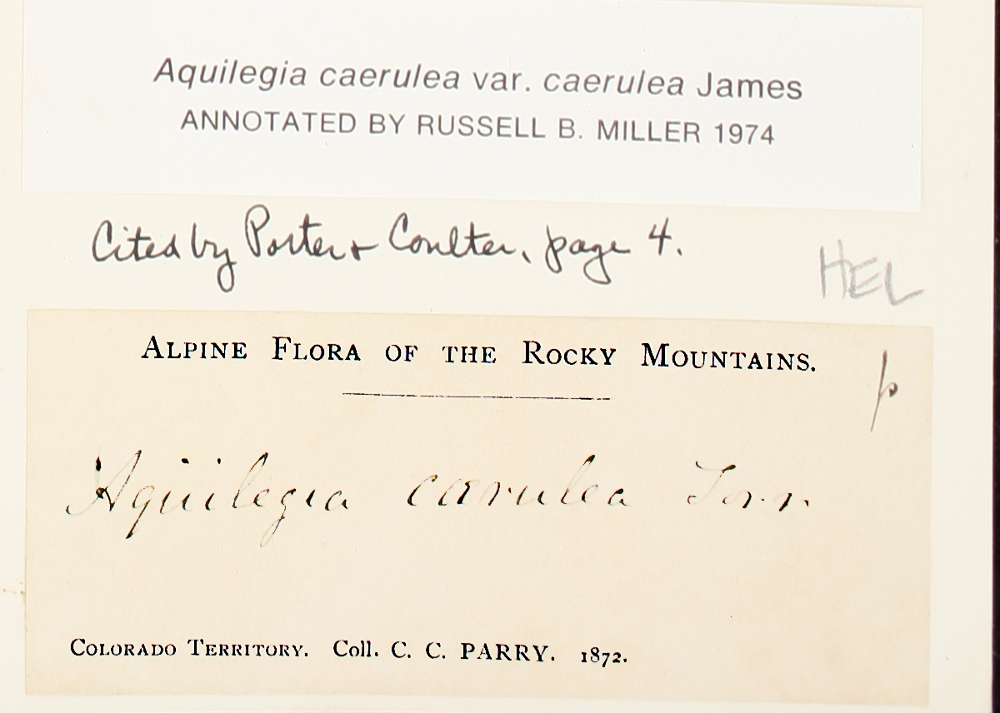 Aquilegia caerulea var. caerulea James
ANNOTATED BY RUSSELL B. MILLER 1974
Cited by Porter & Coulter, page 4.
HEL
ALPINE FLORA OF THE ROCKY MOUNTAINS.
p
Aquilegia cærulea Torr.
COLORADO TERRITORY. Coll. C. C. PARRY. 1872.